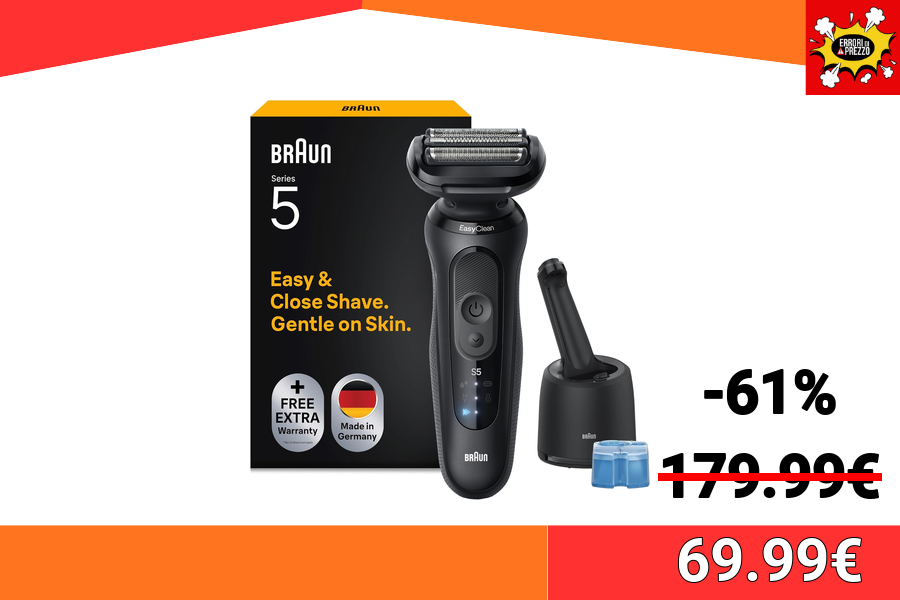 ERRORI DI
PREZZO
BRAUN
BRAUN
Series
5
Easy &
Close Shave.
Gentle on Skin.
+
FREE
EXTRA
Warranty
Made in
Germany
EasyClean
S5
BRAUN
BRAUN
-61%
179.99€
69.99€